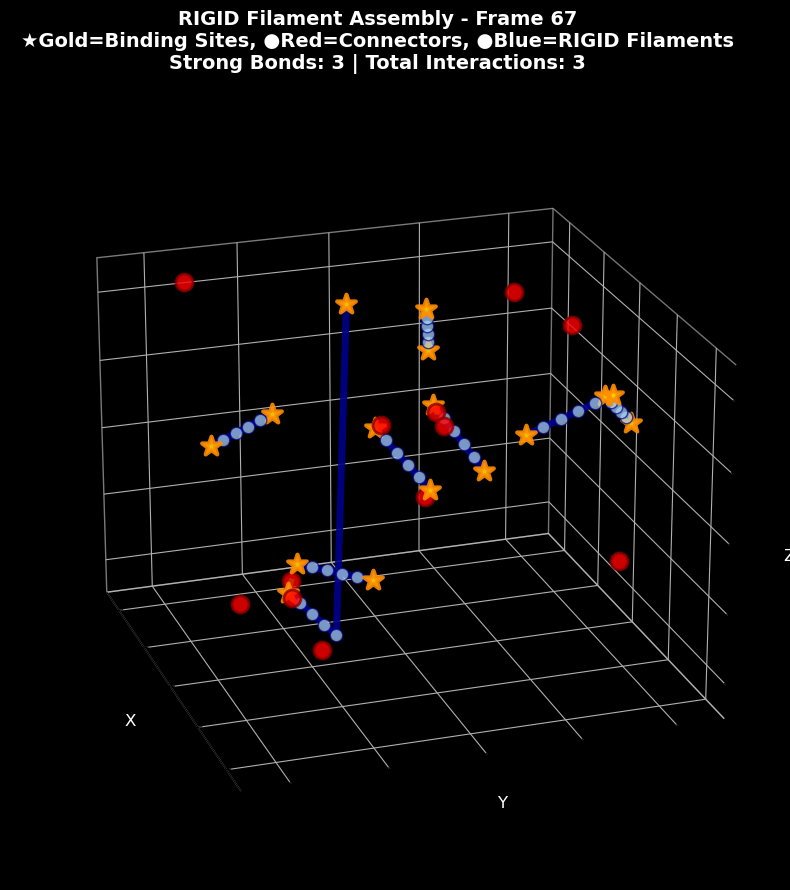 RIGID Filament Assembly - Frame 67
★Gold=Binding Sites, ●Red=Connectors, ●Blue=RIGID Filaments
Strong Bonds: 3 | Total Interactions: 3
Z
X
Y